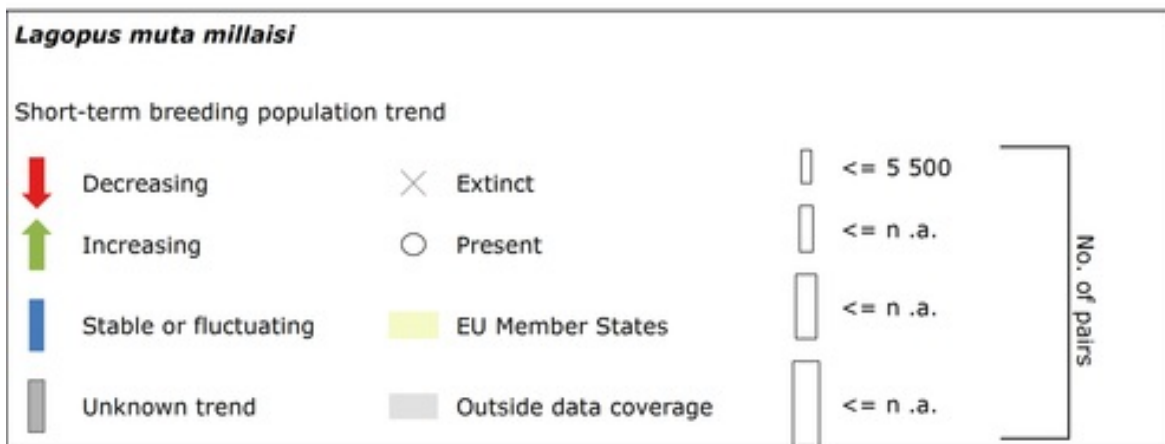 Lagopus muta millaisi
Short-term breeding population trend
Decreasing
Increasing
Stable or fluctuating
Unknown trend
Extinct
Present
EU Member States
Outside data coverage
<= 5 500
<= n .a.
<= n .a.
<= n .a.
No. of pairs